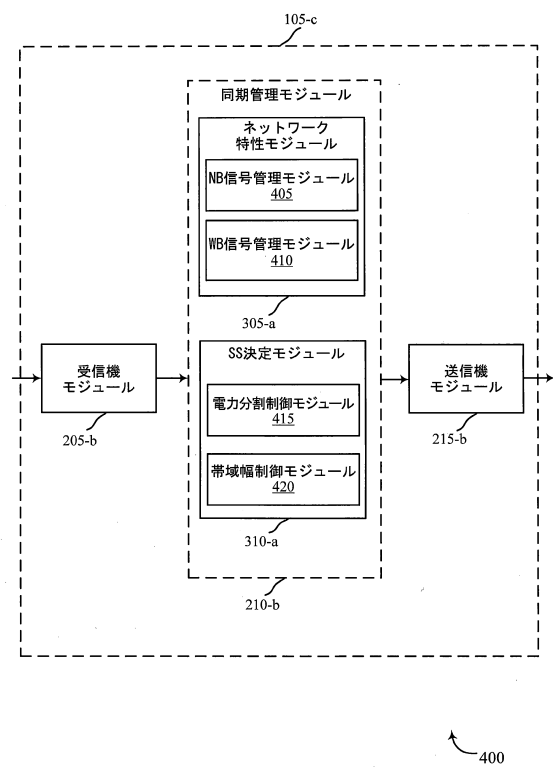 105-c
同期管理モジュール
ネットワーク
特性モジュール
NB信号管理モジュール
405
WB信号管理モジュール
410
305-a
受信機
モジュール
205-b
SS決定モジュール
電力分割制御モジュール
415
帯域幅制御モジュール
420
310-a
送信機
モジュール
215-b
210-b
400